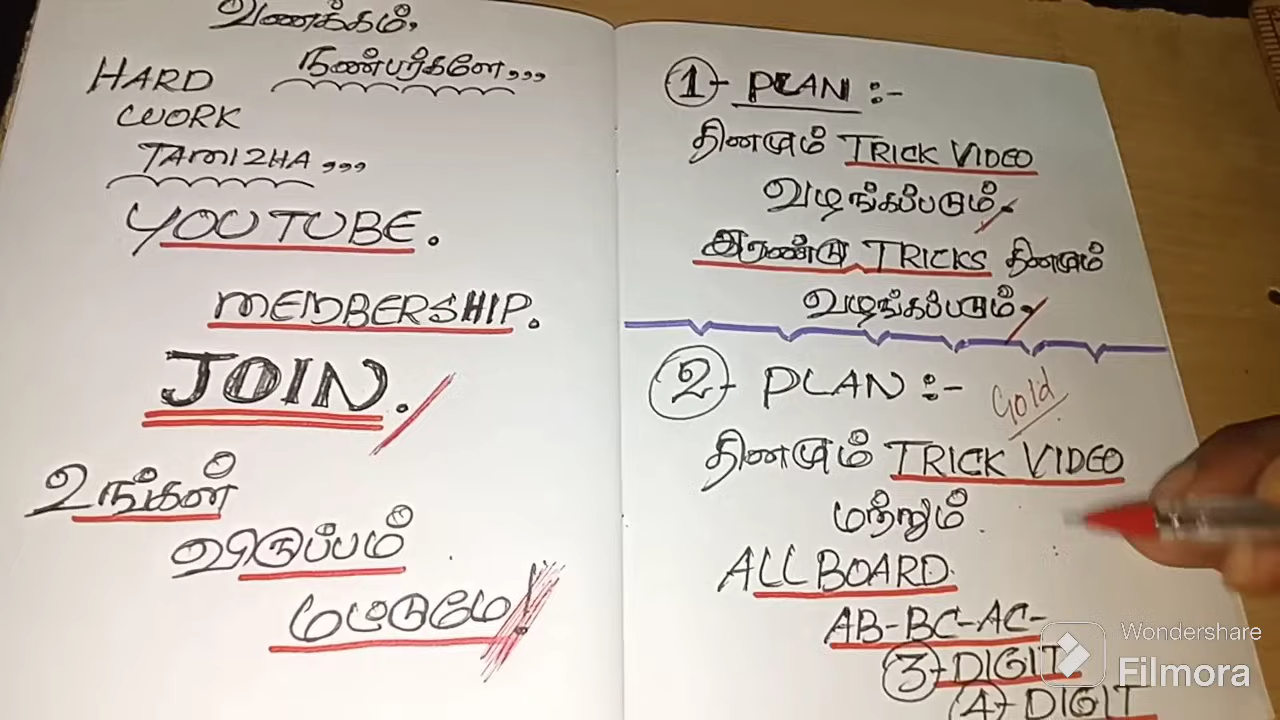 வணக்கம்,
நண்பர்களே,,,
HARD
WORK
TAMIZHA,,,
YOUTUBE.
MEMBERSHIP.
JOIN.
உங்கள்
விருப்பம்
மட்டுமே!
1 - PLAN :-
தினமும் TRICK VIDEO
வழங்கப்படும்.
இரண்டு TRICKS தினமும்
வழங்கப்படும்.
2 - PLAN :- Gold
தினமும் TRICK VIDEO
மற்றும்
ALL BOARD.
AB-BC-AC-
3 - DIGIT
4 - DIGIT
Wondershare
Filmora